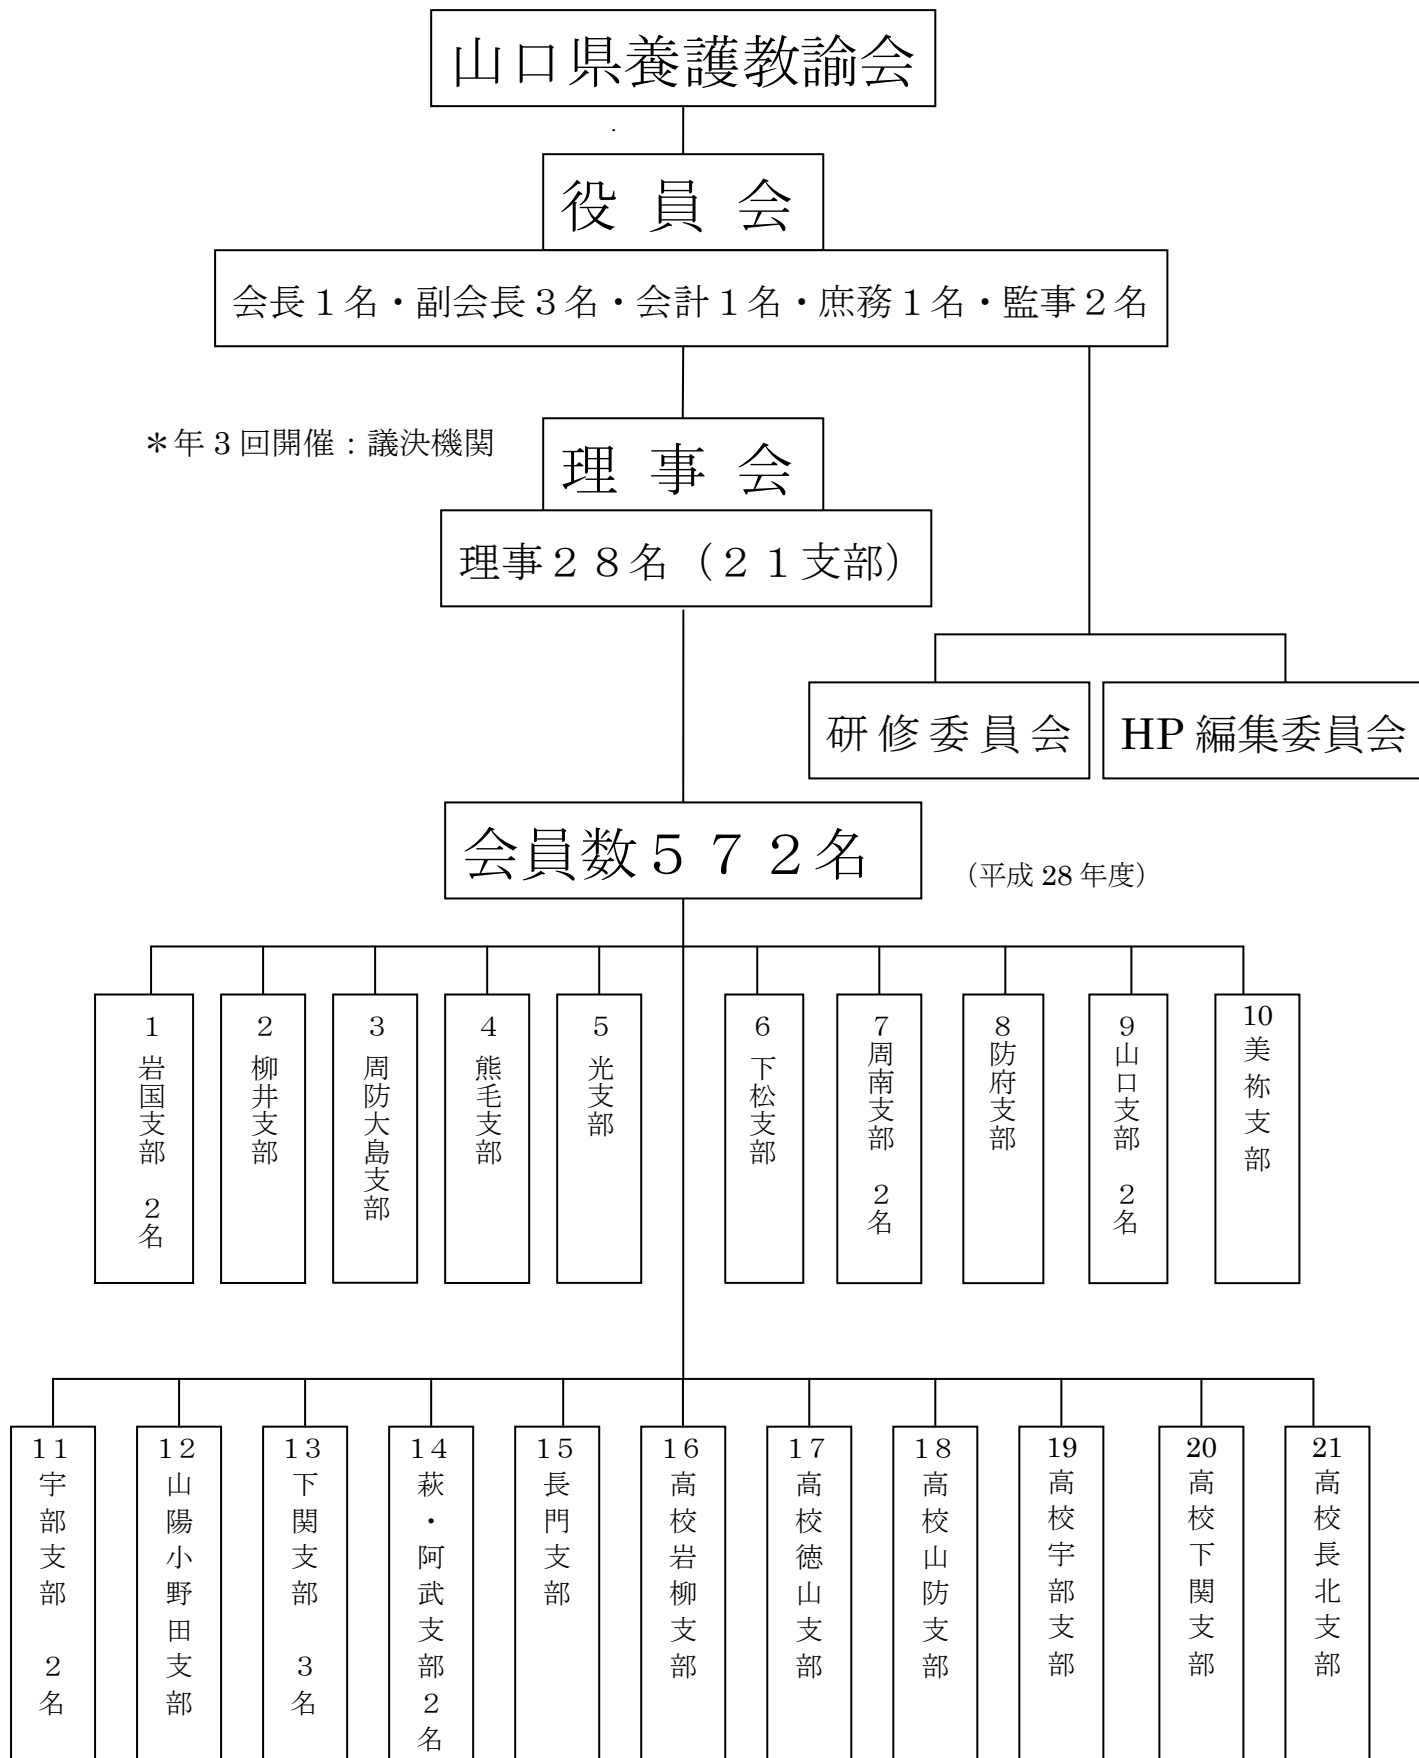 山口県養護教諭会
役員会
会長１名・副会長３名・会計１名・庶務１名・監事２名
＊年３回開催：議決機関
理事会
理事２８名（２１支部）
研修委員会
HP編集委員会
会員数５７２名
（平成28年度）
１ 岩国支部 ２名
２ 柳井支部
３ 周防大島支部
４ 熊毛支部
５ 光支部
６ 下松支部
７ 周南支部 ２名
８ 防府支部
９ 山口支部 ２名
10 美祢支部
１１ 宇部支部 ２名
１２ 山陽小野田支部
１３ 下関支部 ３名
１４ 萩・阿武支部２名
１５ 長門支部
１６ 高校岩柳支部
１７ 高校徳山支部
１８ 高校山防支部
19 高校宇部支部
20 高校下関支部
21 高校長北支部